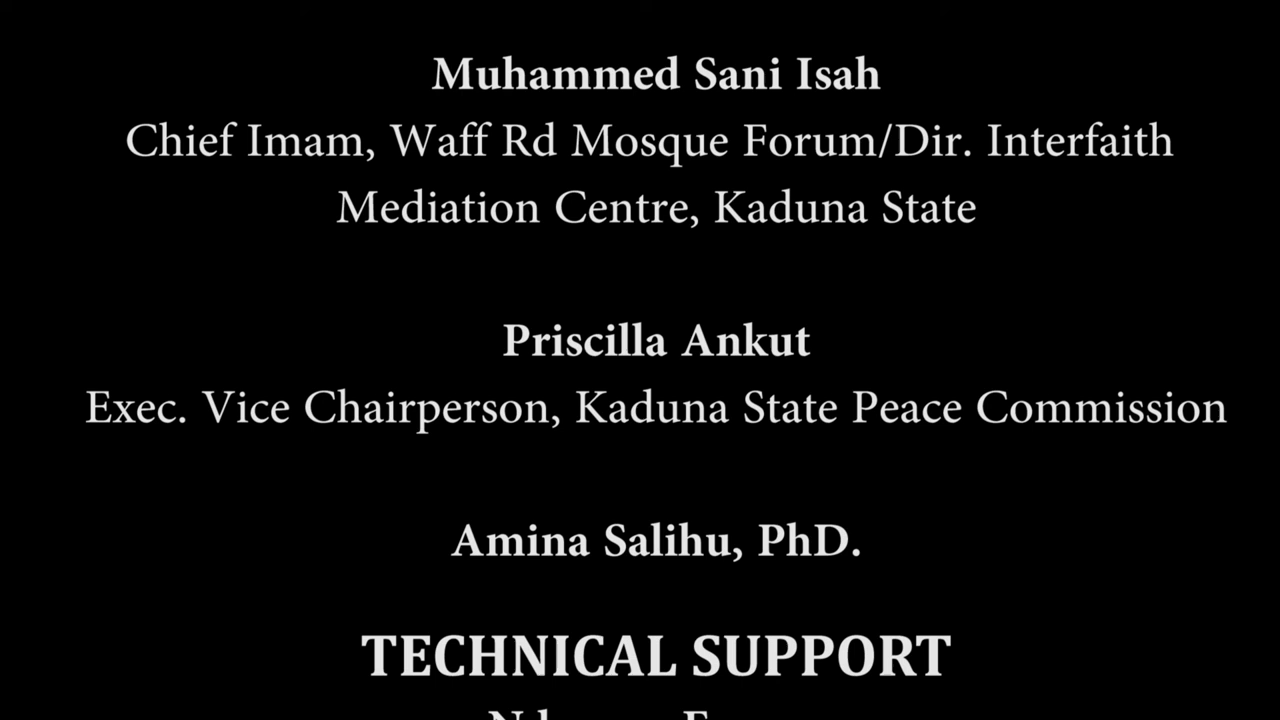 Muhammed Sani Isah
Chief Imam, Waff Rd Mosque Forum/Dir. Interfaith
Mediation Centre, Kaduna State
Priscilla Ankut
Exec. Vice Chairperson, Kaduna State Peace Commission
Amina Salihu, PhD.
TECHNICAL SUPPORT